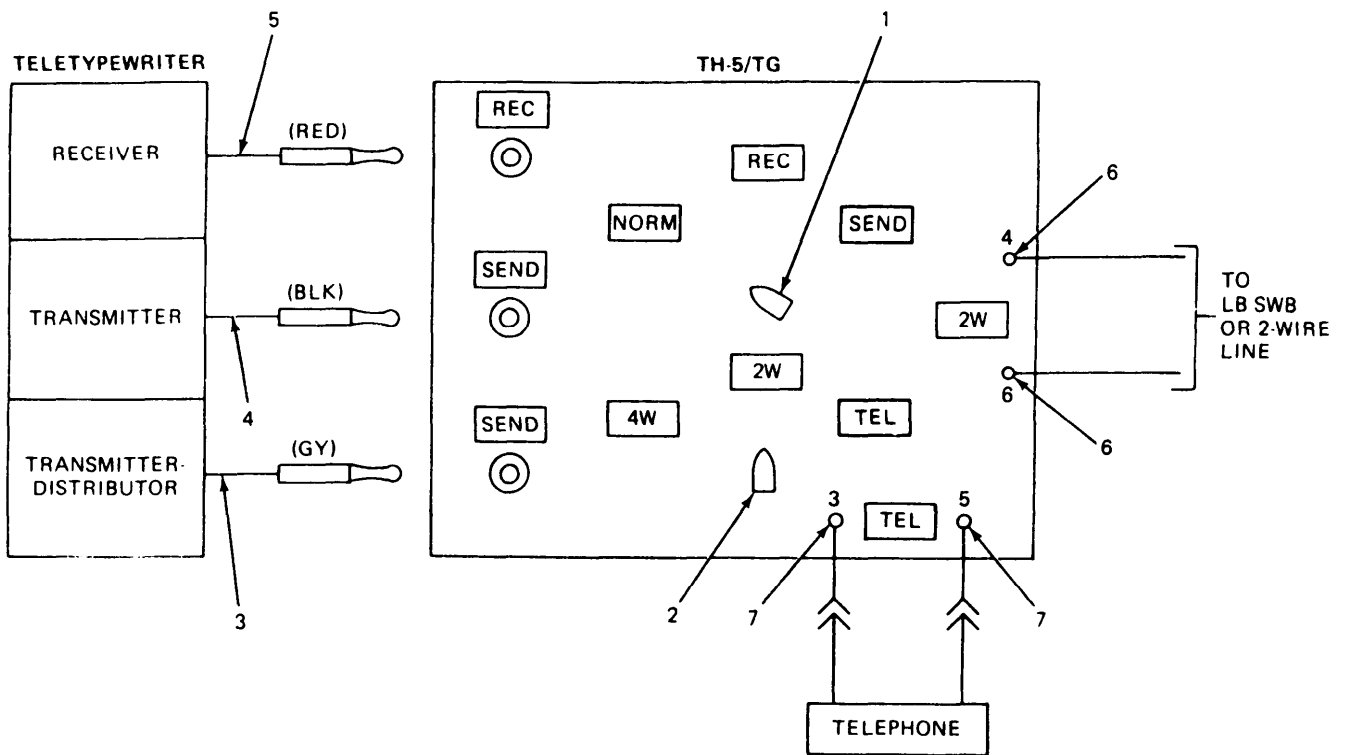 5
1
TELETYPEWRITER
TH-5/TG
RECEIVER
(RED)
REC
REC
NORM
SEND
6
4
TRANSMITTER
(BLK)
SEND
2W
TO
LB SWB
OR 2-WIRE
LINE
2W
6
4
6
TRANSMITTER-
DISTRIBUTOR
(GY)
SEND
4W
TEL
3
TEL
5
3
2
7
7
TELEPHONE